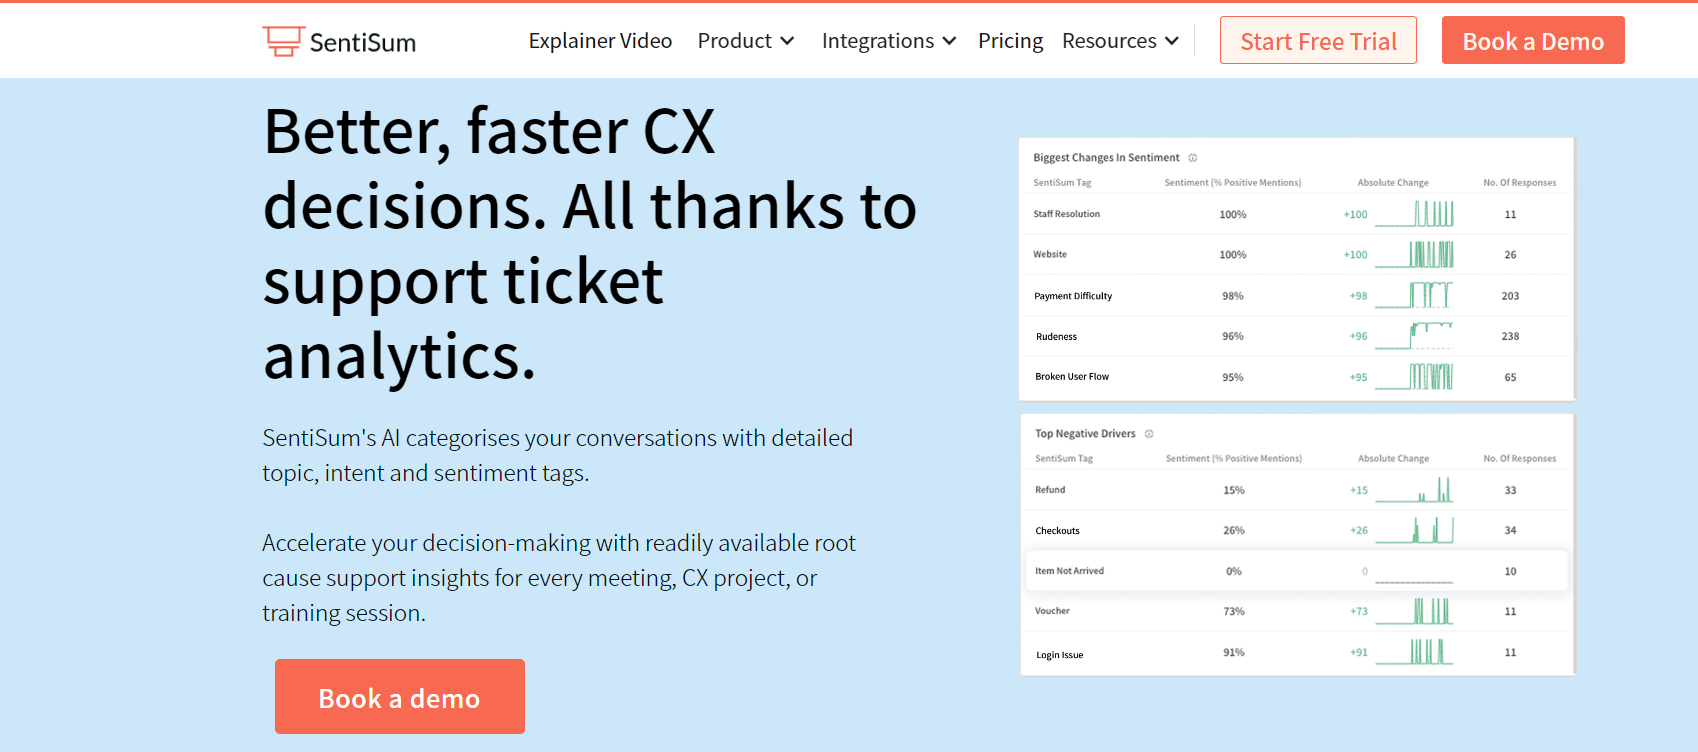 SentiSum
Explainer Video Product Integrations Pricing Resources Start Free Trial Book a Demo
Better, faster CX
decisions. All thanks to
support ticket
analytics.
SentiSum's AI categorises your conversations with detailed
topic, intent and sentiment tags.
Accelerate your decision-making with readily available root
cause support insights for every meeting, CX project, or
training session.
Book a demo
Biggest Changes In Sentiment
SentiSum Tag Sentiment (% Positive Mentions) Absolute Change No. Of Responses
Staff Resolution 100% +100 11
Website 100% +100 26
Payment Difficulty 98% +98 203
Rudeness 96% +96 238
Broken User Flow 95% +95 65
Top Negative Drivers
SentiSum Tag Sentiment (% Positive Mentions) Absolute Change No. Of Responses
Refund 15% +15 33
Checkouts 26% +26 34
Item Not Arrived 0% 0 10
Voucher 73% +73 11
Login Issue 91% +91 11